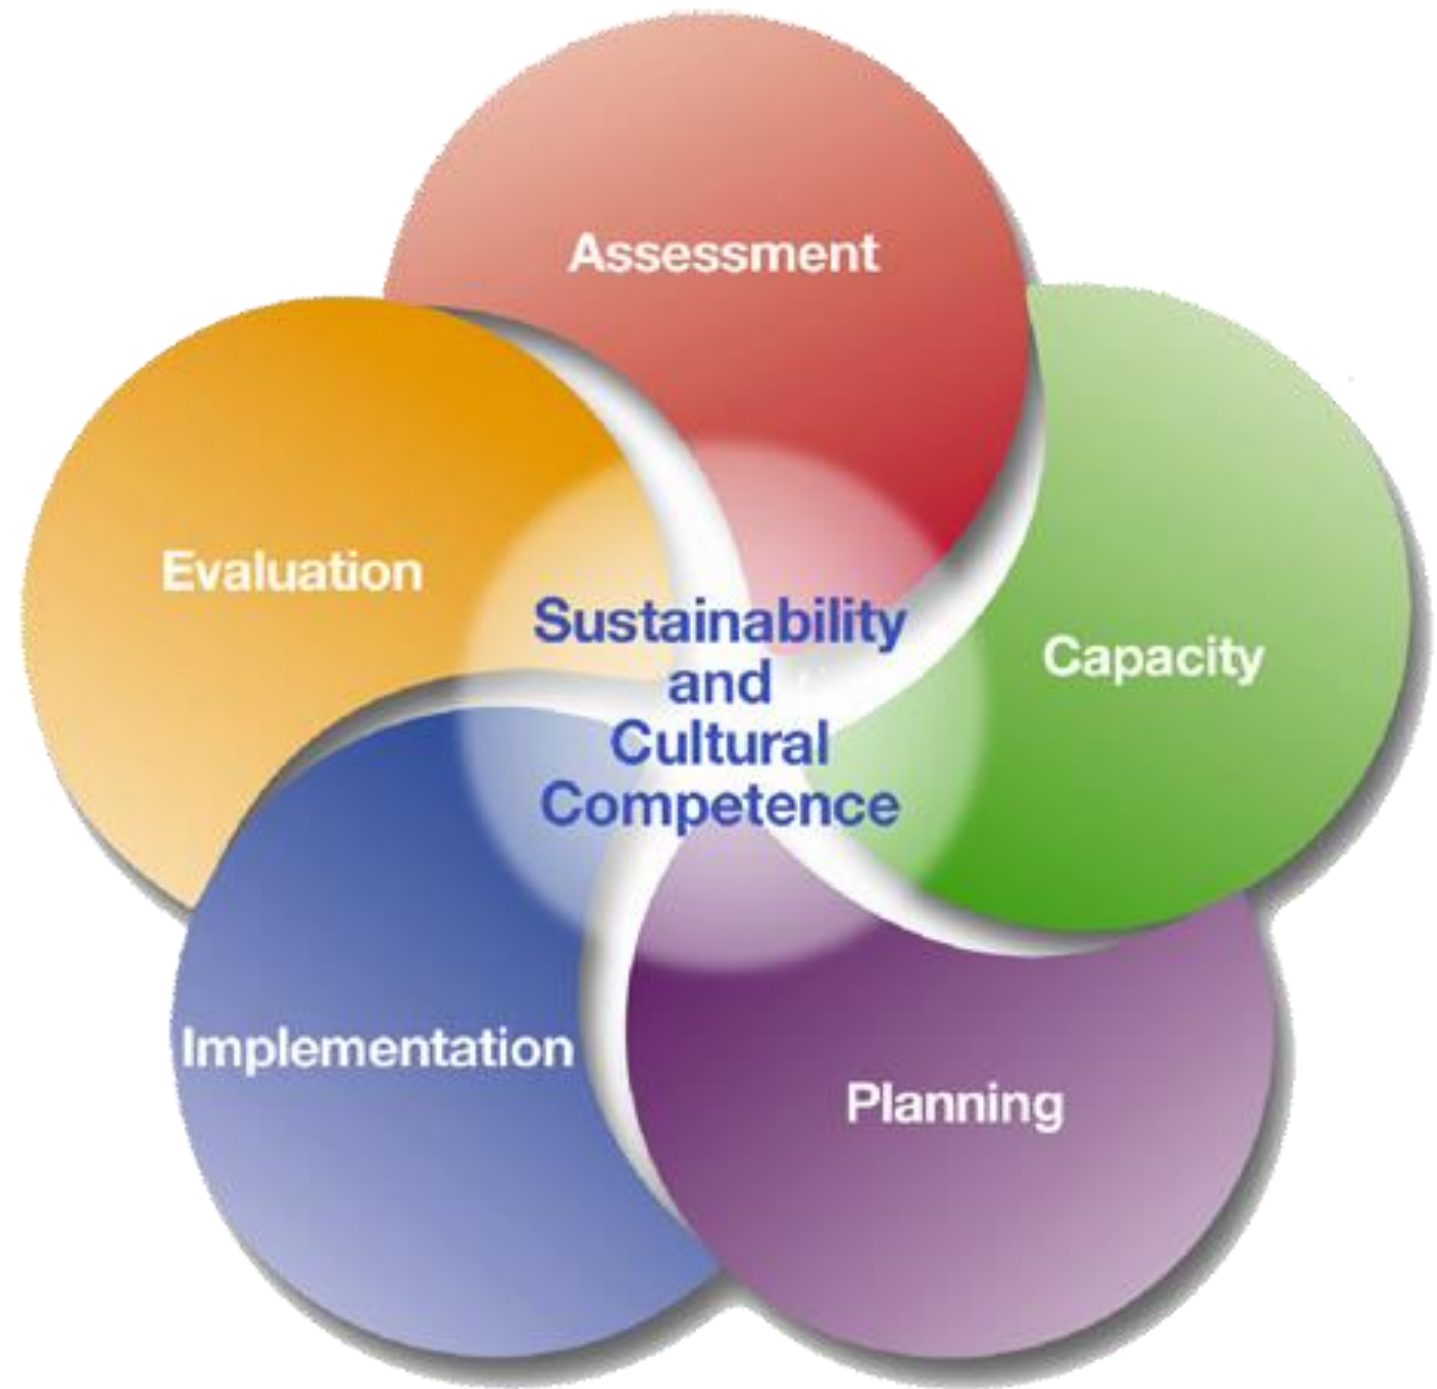 Assessment
Evaluation
Capacity
Sustainability
and
Cultural
Competence
Implementation
Planning